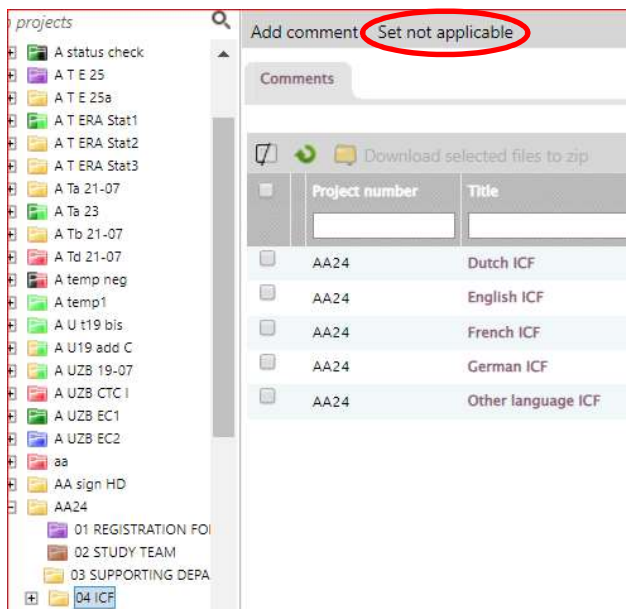 projects
A status check
A T E 25
A T E 25a
A T ERA Stat1
A T ERA Stat2
A T ERA Stat3
A Ta 21-07
A Ta 23
A Tb 21-07
A Td 21-07
A temp neg
A temp1
A U t19 bis
A U19 add C
A UZB 19-07
A UZB CTC I
A UZB EC1
A UZB EC2
aa
AA sign HD
AA24
01 REGISTRATION FO
02 STUDY TEAM
03 SUPPORTING DEPA
04 ICF
Add comment Set not applicable
Comments
Download selected files to zip
Project number Title
AA24 Dutch ICF
AA24 English ICF
AA24 French ICF
AA24 German ICF
AA24 Other language ICF